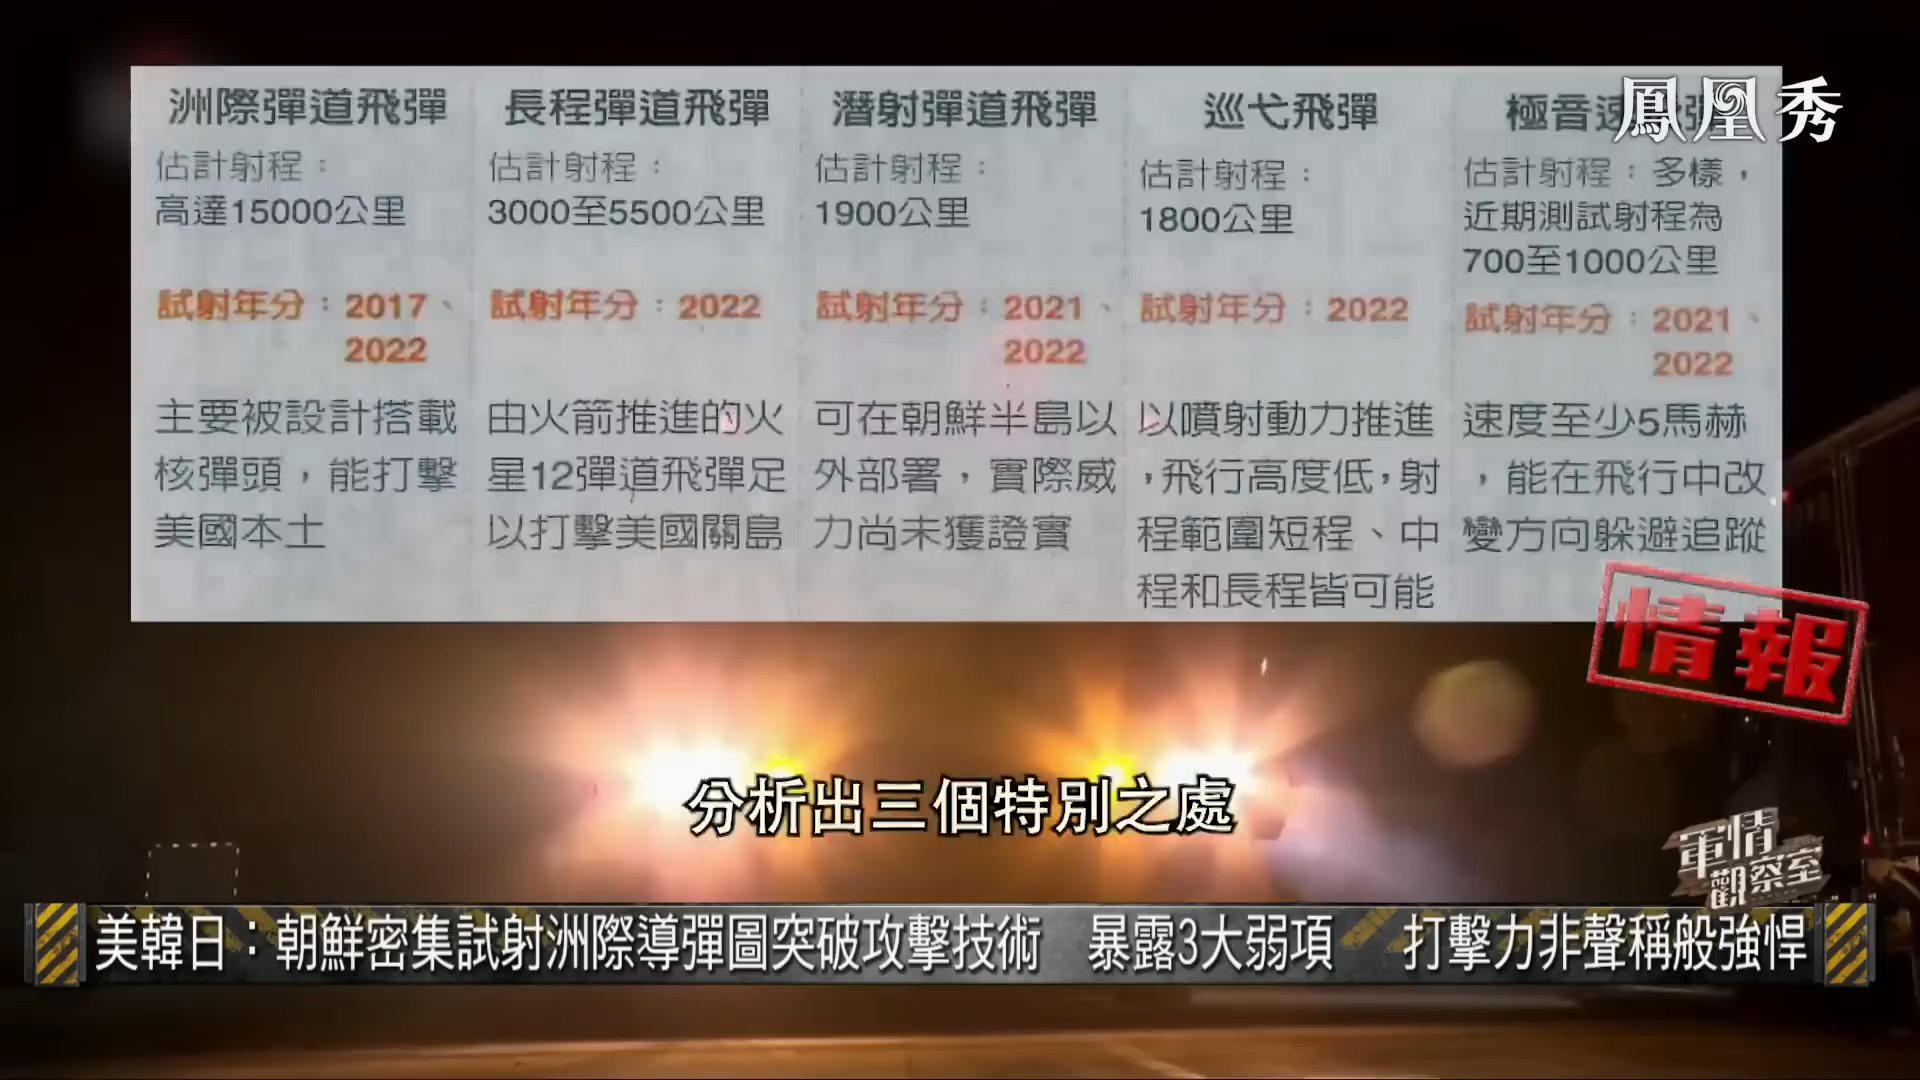 洲際彈道飛彈
估計射程：
高達15000公里
試射年分：2017、
2022
主要被設計搭載
核彈頭，能打擊
美國本土
長程彈道飛彈
估計射程：
3000至5500公里
試射年分：2022
由火箭推進的火
星12彈道飛彈足
以打擊美國關島
潛射彈道飛彈
估計射程：
1900公里
試射年分：2021、
2022
可在朝鮮半島以
外部署，實際威
力尚未獲證實
巡弋飛彈
估計射程：
1800公里
試射年分：2022
以噴射動力推進
，飛行高度低，射
程範圍短程、中
程和長程皆可能
極音速彈
估計射程：多樣，
近期測試射程為
700至1000公里
試射年分：2021、
2022
速度至少5馬赫
，能在飛行中改
變方向躲避追蹤
鳳凰秀
情報
分析出三個特別之處
軍情
觀察室
美韓日：朝鮮密集試射洲際導彈圖突破攻擊技術 暴露3大弱項 打擊力非聲稱般強悍